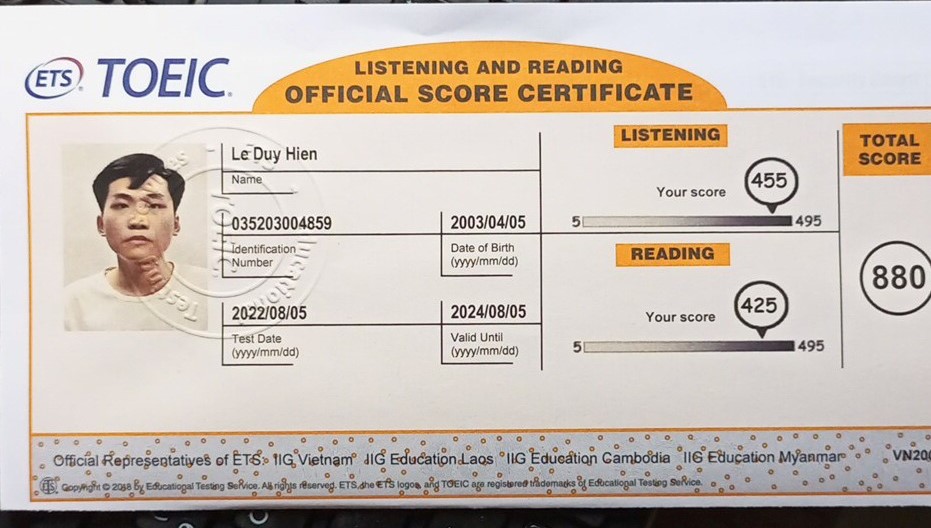 ETS TOEIC.
LISTENING AND READING
OFFICIAL SCORE CERTIFICATE
Le Duy Hien
Name
035203004859
Identification
Number
2003/04/05
Date of Birth
(yyyy/mm/dd)
2022/08/05
Test Date
(yyyy/mm/dd)
2024/08/05
Valid Until
(yyyy/mm/dd)
LISTENING
Your score
455
5
495
READING
Your score
425
5
495
TOTAL
SCORE
880
Official Representatives of ETS: IIG Vietnam IIG Education Laos IIG Education Cambodia IIG Education Myanmar
Copyright © 2018 by Educational Testing Service. All rights reserved. ETS, the ETS logos, and TOEIC are registered trademarks of Educational Testing Service.